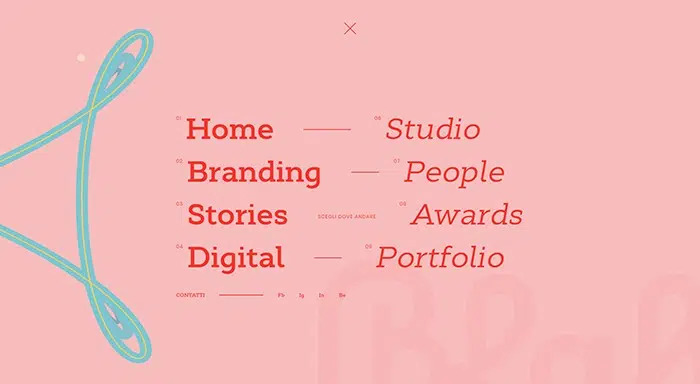 01 Home 06 Studio
02 Branding 07 People
03 Stories SCEGLI DOVE ANDARE 08 Awards
04 Digital 09 Portfolio
CONTATTI Fb Ig In Be